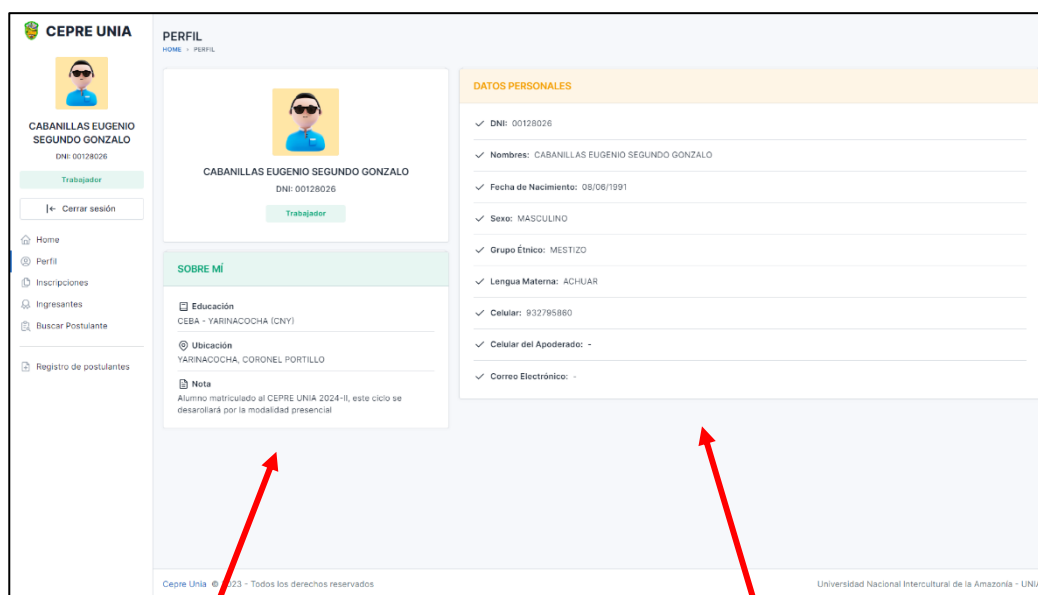 CEPRE UNIA
CABANILLAS EUGENIO
SEGUNDO GONZALO
DNI: 00128026
Trabajador
Cerrar sesión
Home
Perfil
Inscripciones
Ingresantes
Buscar Postulante
Registro de postulantes
PERFIL
HOME > PERFIL
CABANILLAS EUGENIO SEGUNDO GONZALO
DNI: 00128026
Trabajador
SOBRE MÍ
Educación
CEBA - YARINACOCHA (CNY)
Ubicación
YARINACOCHA, CORONEL PORTILLO
Nota
Alumno matriculado al CEPRE UNIA 2024-II, este ciclo se
desarollará por la modalidad presencial
DATOS PERSONALES
DNI: 00128026
Nombres: CABANILLAS EUGENIO SEGUNDO GONZALO
Fecha de Nacimiento: 08/06/1991
Sexo: MASCULINO
Grupo Étnico: MESTIZO
Lengua Materna: ACHUAR
Celular: 932795860
Celular del Apoderado: -
Correo Electrónico: -
Cepre Unia © 2023 - Todos los derechos reservados
Universidad Nacional Intercultural de la Amazonía - UNIA